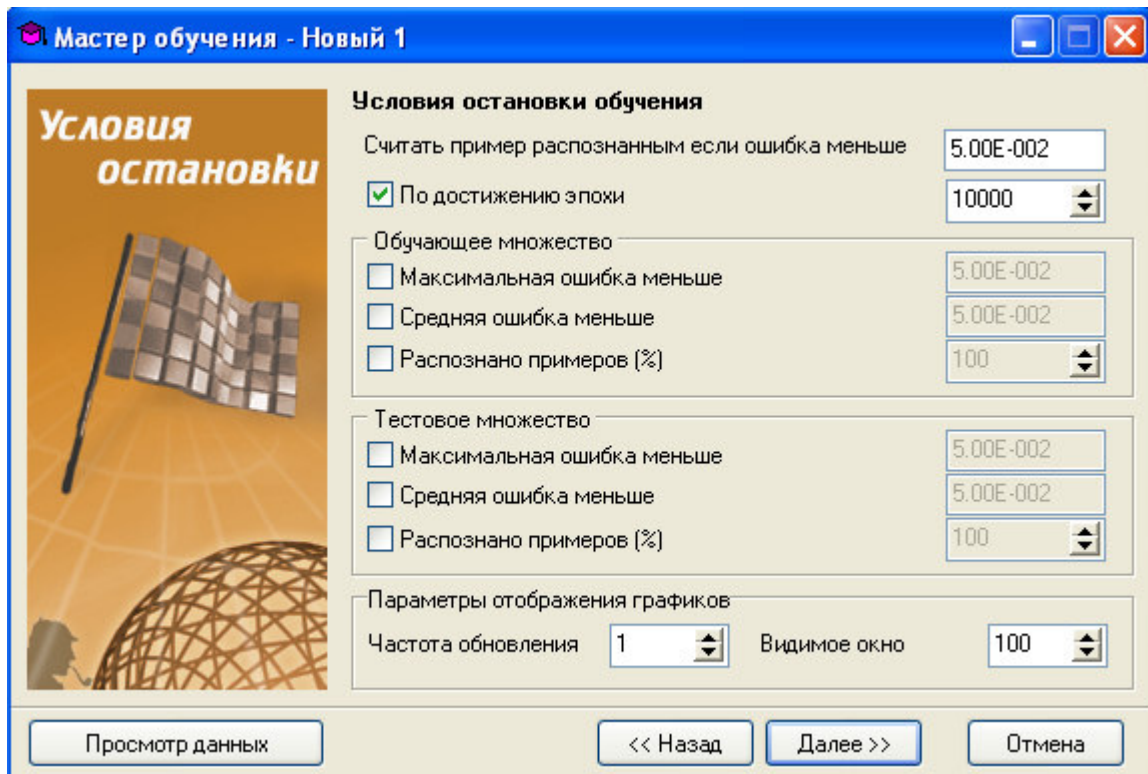 Мастер обучения - Новый 1
Условия
остановки
Условия остановки обучения
Считать пример распознанным если ошибка меньше 5.00E-002
По достижению эпохи 10000
Обучающее множество
Максимальная ошибка меньше 5.00E-002
Средняя ошибка меньше 5.00E-002
Распознано примеров (%) 100
Тестовое множество
Максимальная ошибка меньше 5.00E-002
Средняя ошибка меньше 5.00E-002
Распознано примеров (%) 100
Параметры отображения графиков
Частота обновления 1 Видимое окно 100
Просмотр данных << Назад Далее >> Отмена